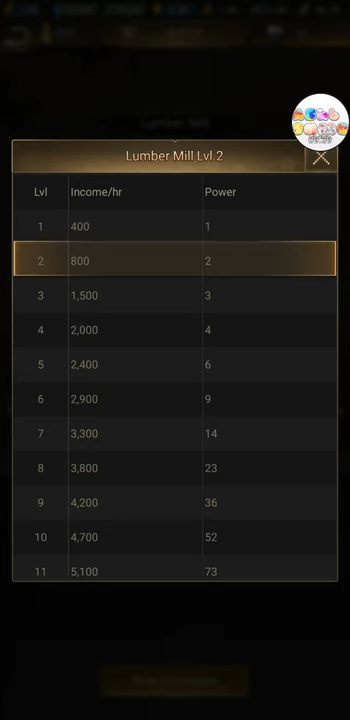 Lumber Mill
Lumber Mill Lvl.2
Lvl Income/hr Power
1 400 1
2 800 2
3 1,500 3
4 2,000 4
5 2,400 6
6 2,900 9
7 3,300 14
8 3,800 23
9 4,200 36
10 4,700 52
11 5,100 73